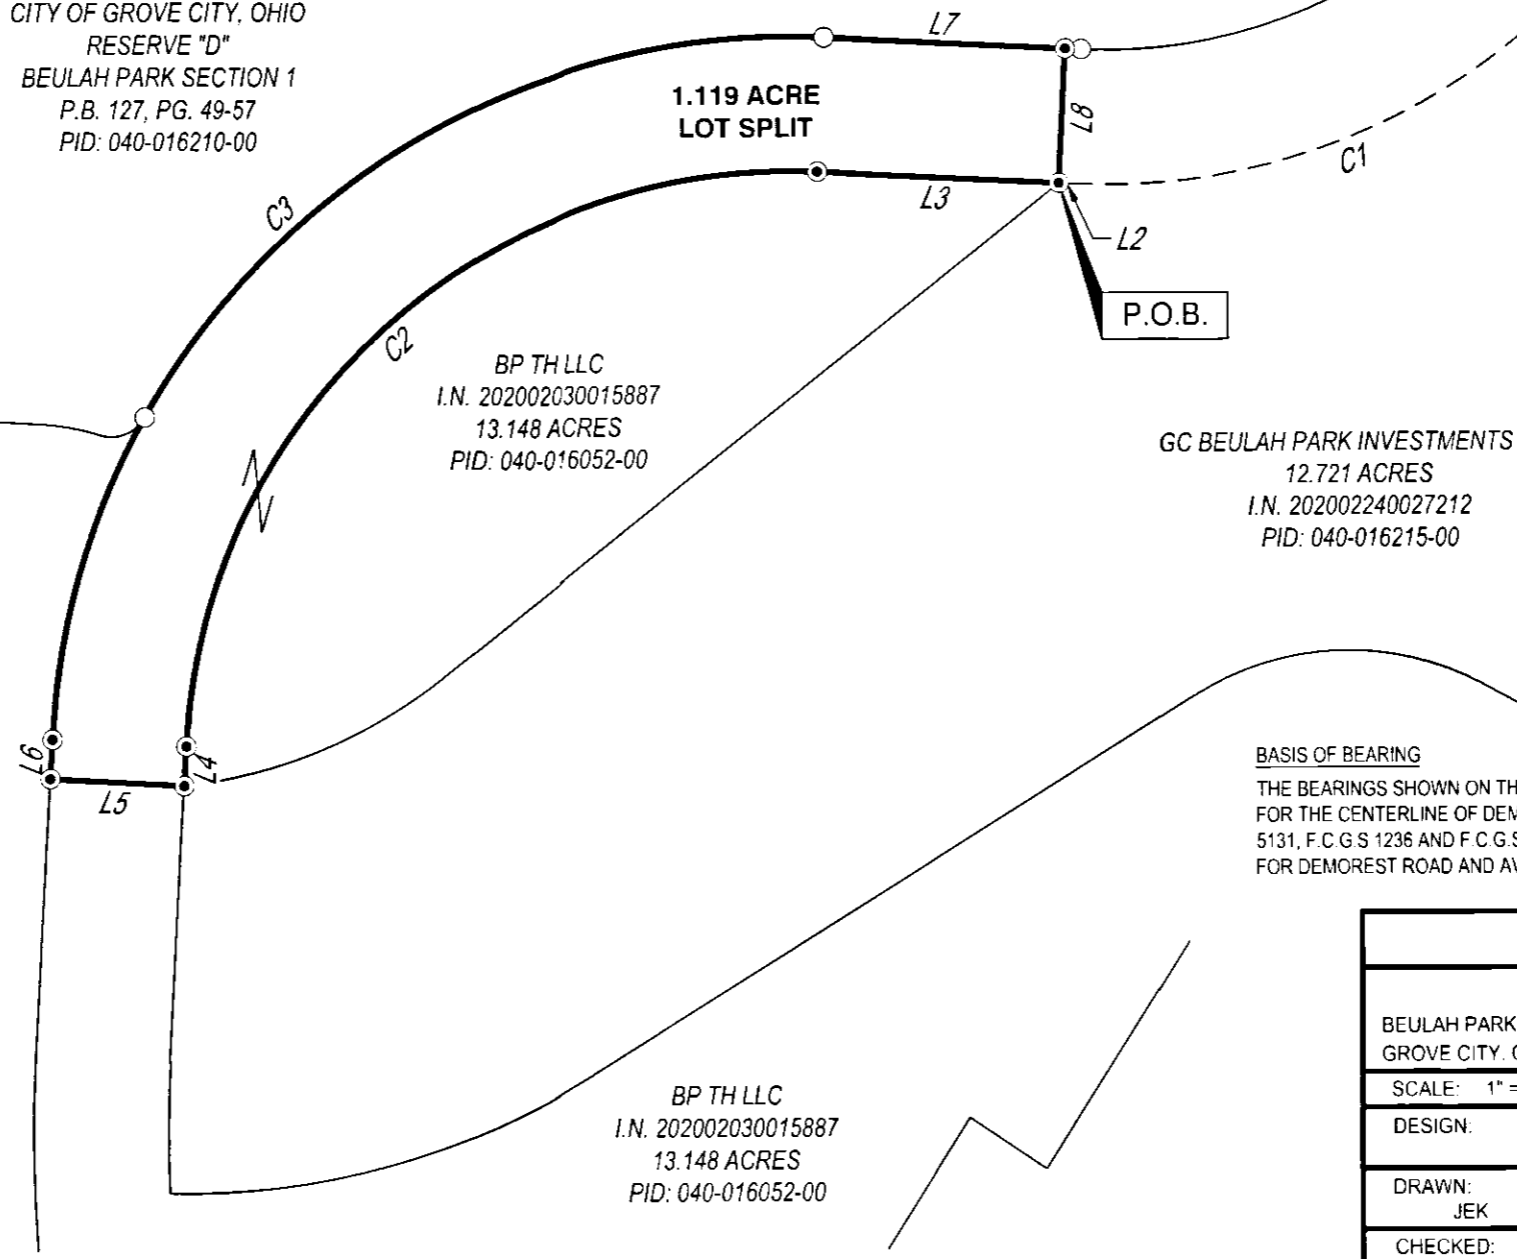 CITY OF GROVE CITY, OHIO
RESERVE "D"
BEULAH PARK SECTION 1
P.B. 127, PG. 49-57
PID: 040-016210-00
L7
1.119 ACRE
LOT SPLIT
L8
C1
C3
L3
L2
P.O.B.
C2
BP TH LLC
I.N. 202002030015887
13.148 ACRES
PID: 040-016052-00
GC BEULAH PARK INVESTMENTS
12.721 ACRES
I.N. 202002240027212
PID: 040-016215-00
L6
L4
L5
BASIS OF BEARING
THE BEARINGS SHOWN ON TH
FOR THE CENTERLINE OF DEM
5131, F.C.G.S 1236 AND F.C.G.S
FOR DEMOREST ROAD AND AV
BEULAH PARK
GROVE CITY. O
SCALE: 1" =
DESIGN:
DRAWN:
JEK
CHECKED:
BP TH LLC
I.N. 202002030015887
13.148 ACRES
PID: 040-016052-00